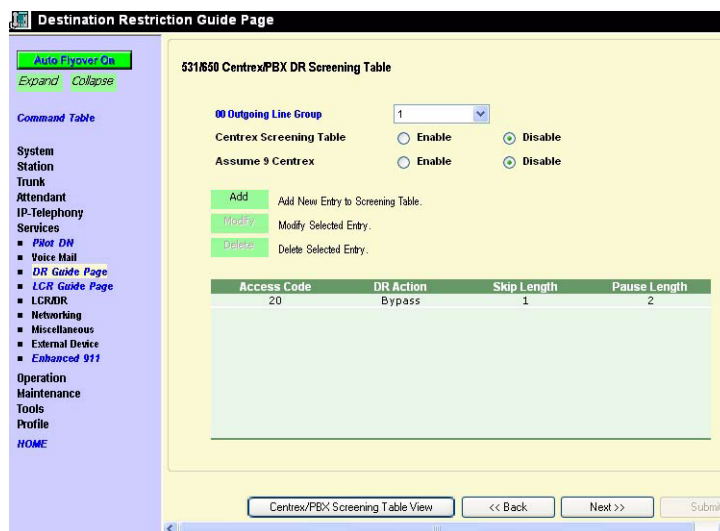 Destination Restriction Guide Page
Auto Flyover On
Expand Collapse
Command Table
System
Station
Trunk
Attendant
IP-Telephony
Services
Pilot DN
Voice Mail
DR Guide Page
LCR Guide Page
LCR/DR
Networking
Miscellaneous
External Device
Enhanced 911
Operation
Maintenance
Tools
Profile
HOME
531/650 Centrex/PBX DR Screening Table
00 Outgoing Line Group 1
Centrex Screening Table Enable Disable
Assume 9 Centrex Enable Disable
Add Add New Entry to Screening Table.
Modify Modify Selected Entry.
Delete Delete Selected Entry.
Access Code DR Action Skip Length Pause Length
20 Bypass 1 2
Centrex/PBX Screening Table View << Back Next >> Submi